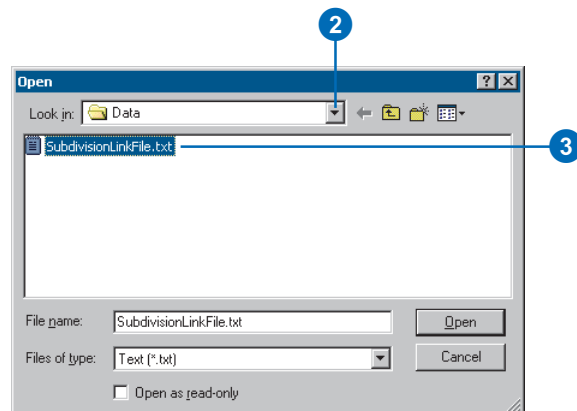 2
Open
Look in: Data
SubdivisionLinkFile.txt
3
File name: SubdivisionLinkFile.txt Open
Files of type: Text (*.txt) Cancel
Open as read-only